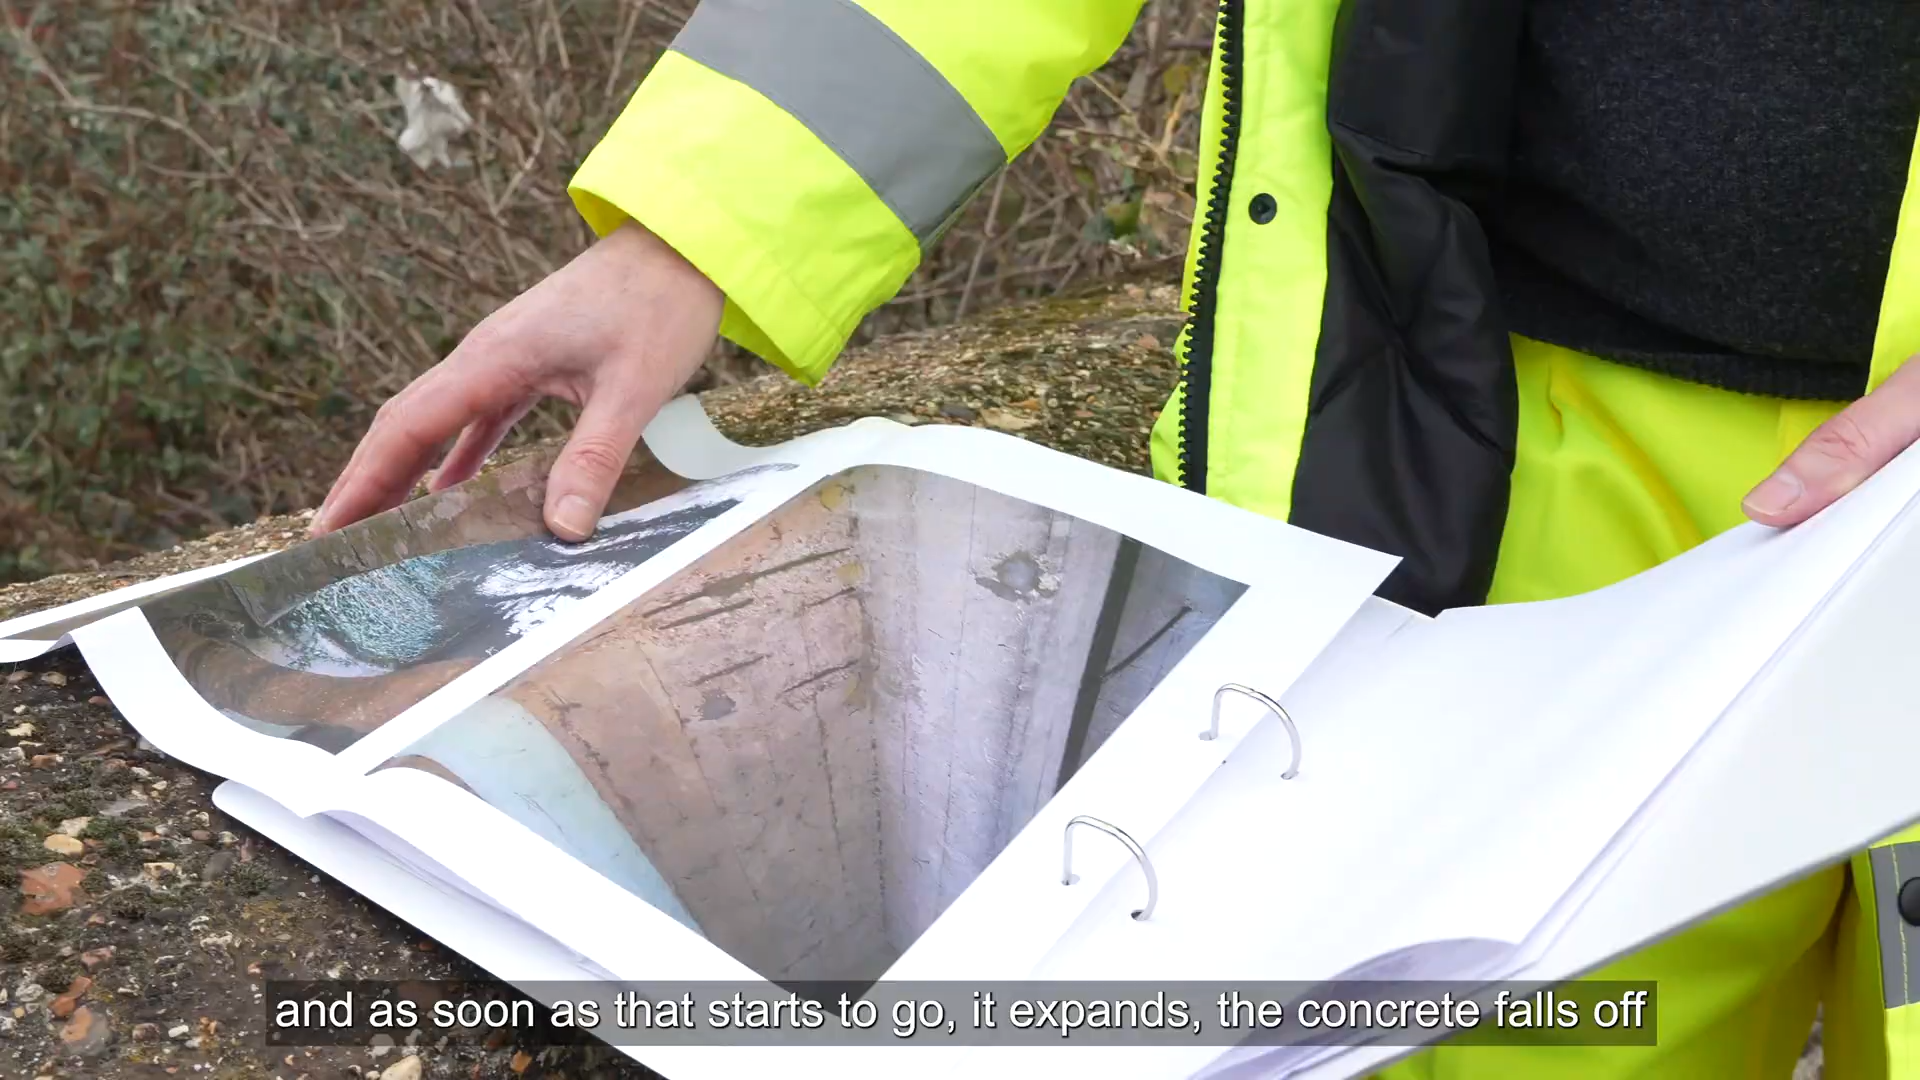 and as soon as that starts to go, it expands, the concrete falls off